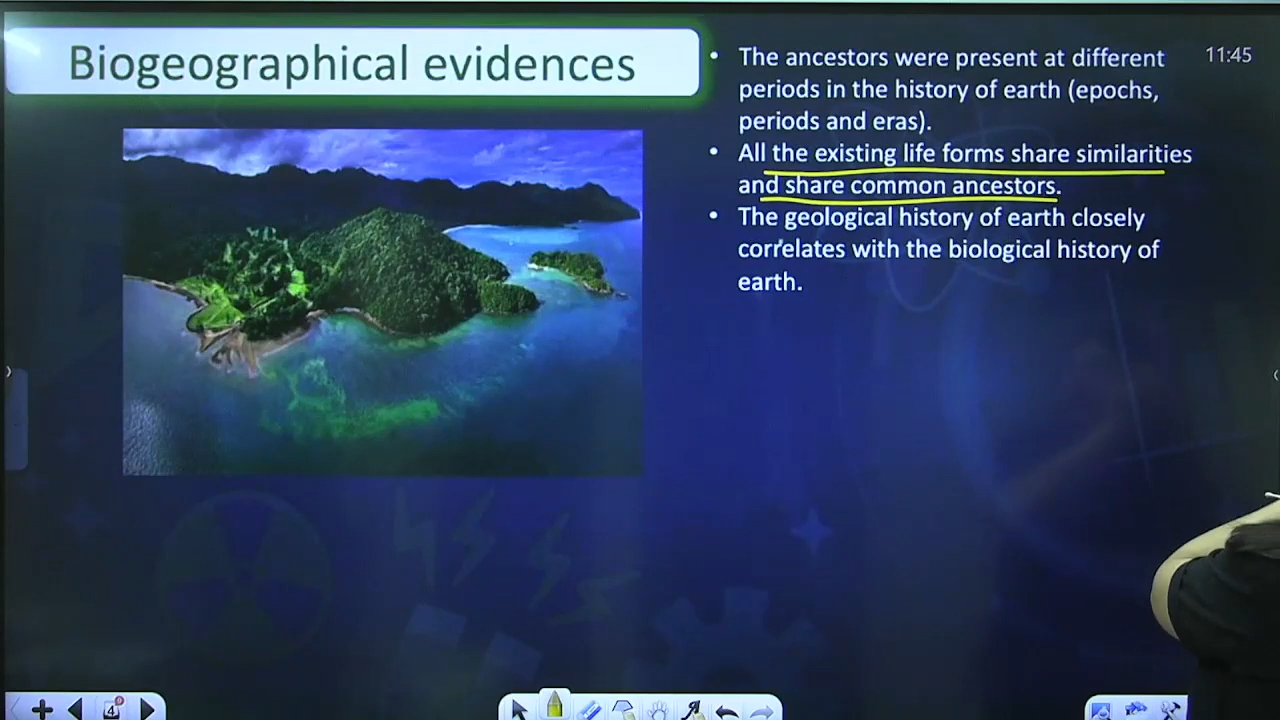 Biogeographical evidences
• The ancestors were present at different
periods in the history of earth (epochs,
periods and eras).
• All the existing life forms share similarities
and share common ancestors.
• The geological history of earth closely
correlates with the biological history of
earth.
11:45
4